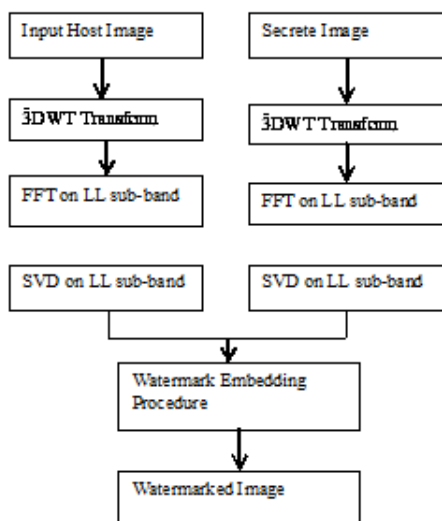 Input Host Image
Secrete Image
3DWT Transform
3DWT Transform
FFT on LL sub-band
FFT on LL sub-band
SVD on LL sub-band
SVD on LL sub-band
Watermark Embedding
Procedure
Watermarked Image